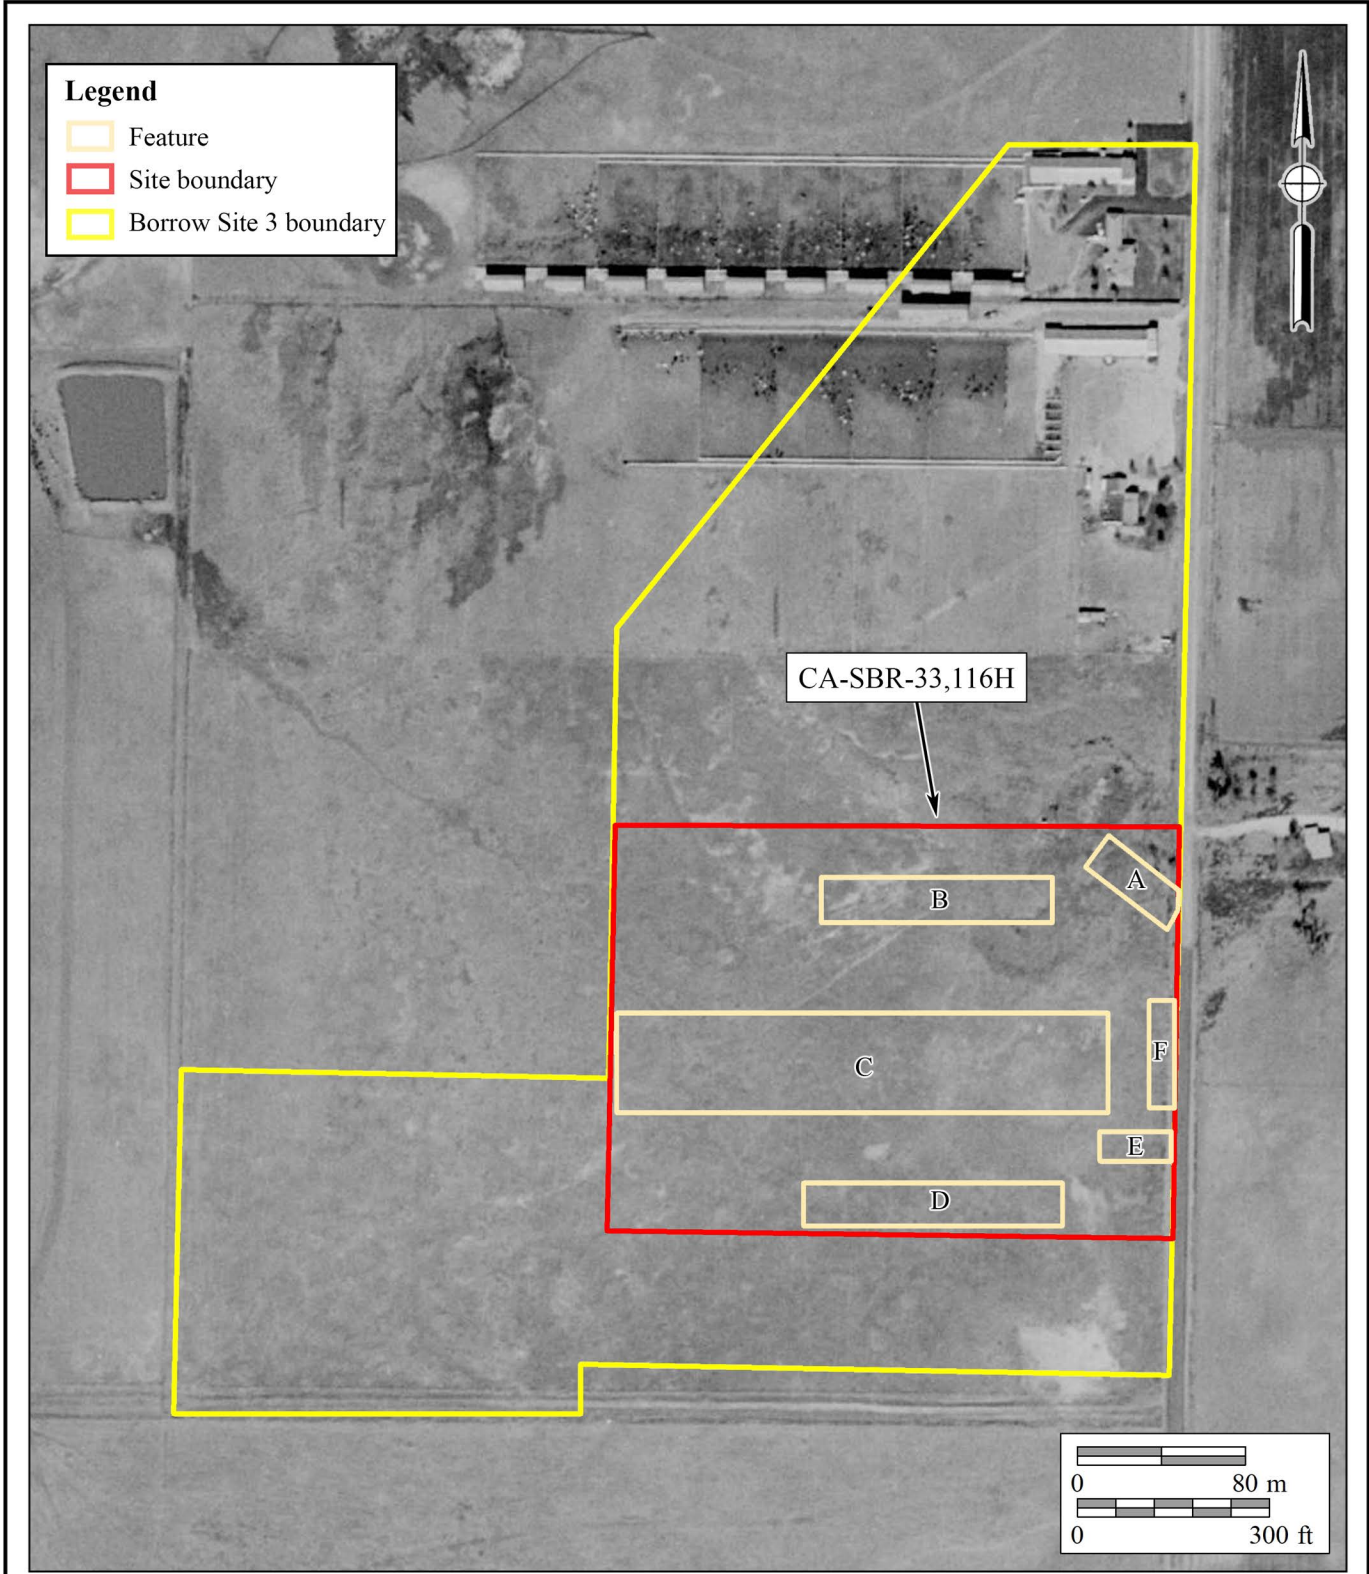 Legend
Feature
Site boundary
Borrow Site 3 boundary
CA-SBR-33,116H
A
B
C
F
E
D
0 80 m
0 300 ft